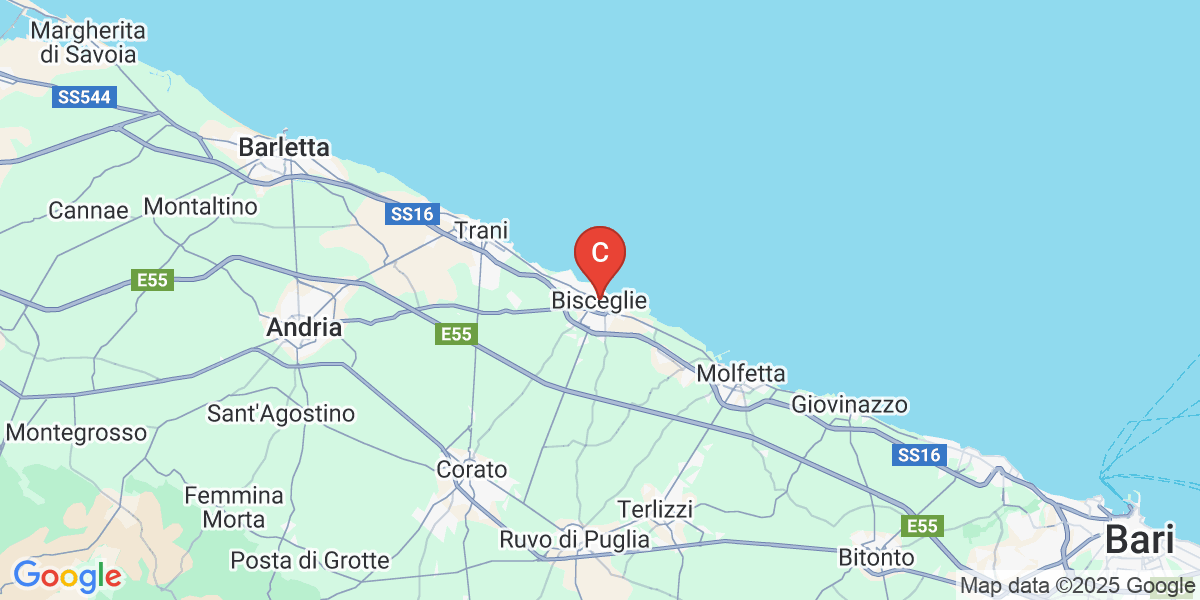 Margherita
di Savoia
SS544
Barletta
Cannae
Montaltino
SS16
Trani
C
E55
Bisceglie
Andria
E55
Molfetta
Sant'Agostino
Giovinazzo
Montegrosso
SS16
Corato
Femmina
Morta
Terlizzi
E55
Ruvo di Puglia
Bari
Posta di Grotte
Bitonto
Google
Map data ©2025 Google